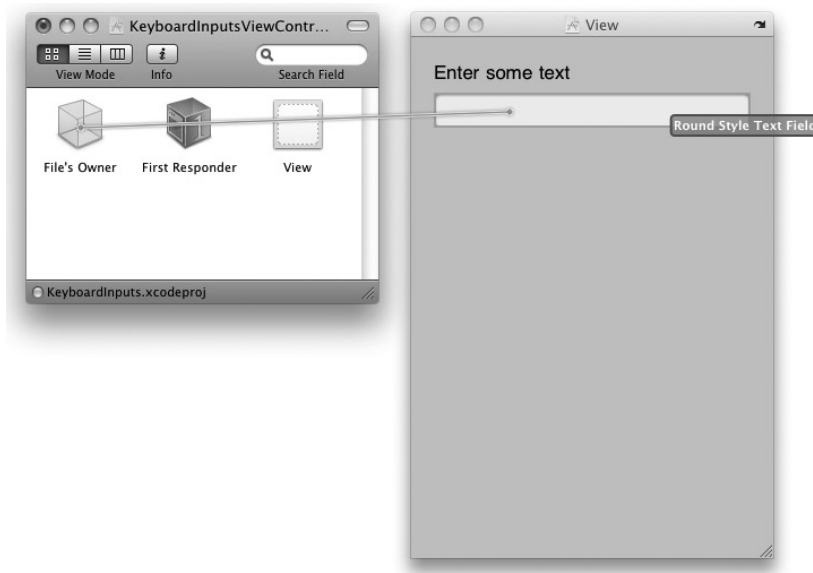 KeyboardInputsViewContr...
View Mode
Info
Search Field
File's Owner
First Responder
View
KeyboardInputs.xcodeproj
View
Enter some text
Round Style Text Field